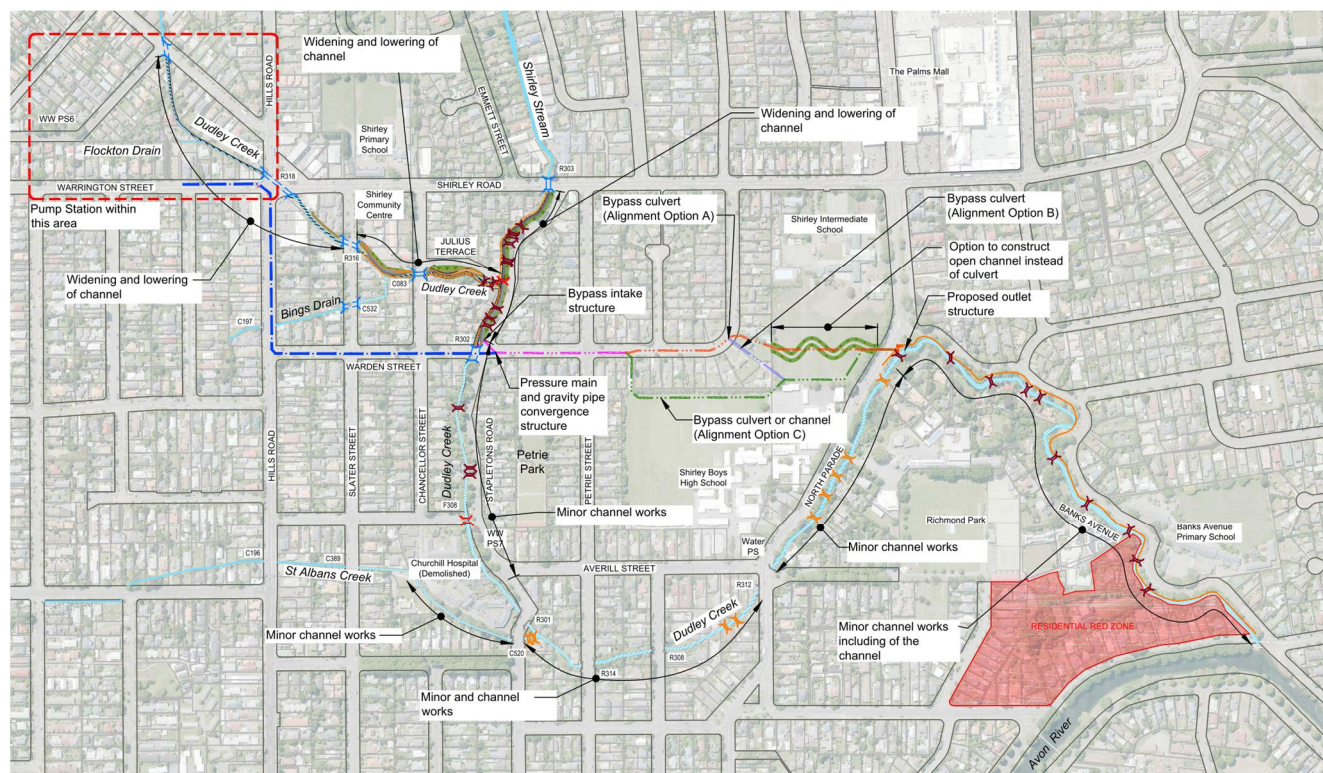 Widening and lowering of
channel
The Palms Mall
HILLS ROAD
EMMETT STREET
Shirley Stream
WW PS6
Dudley Creek
Shirley
Primary
School
Widening and lowering of
channel
Flockton Drain
R318
R303
WARRINGTON STREET
SHIRLEY ROAD
Pump Station within
this area
Shirley
Community
Centre
Bypass culvert
(Alignment Option A)
Shirley Intermediate
School
Bypass culvert
(Alignment Option B)
JULIUS
TERRACE
Option to construct
open channel instead
of culvert
R316
Widening and lowering
of channel
C083
Dudley Creek
Bypass intake
structure
Proposed outlet
structure
Bings Drain
C532
C197
R302
WARDEN STREET
Pressure main
and gravity pipe
convergence
structure
Bypass culvert or channel
(Alignment Option C)
HILLS ROAD
SLATER STREET
CHANCELLOR STREET
Dudley Creek
STAPLETONS ROAD
Petrie
Park
PETRIE STREET
Shirley Boys
High School
NORTH PARADE
F308
Minor channel works
Richmond Park
BANKS AVENUE
Banks Avenue
Primary School
WW
PS7
Water
PS
Minor channel works
C196
C389
St Albans Creek
Churchill Hospital
(Demolished)
AVERILL STREET
R312
Dudley Creek
R301
Minor channel works
C520
R308
R314
Minor channel works
including of the
channel
RESIDENTIAL RED ZONE
Minor and channel
works
Avon River